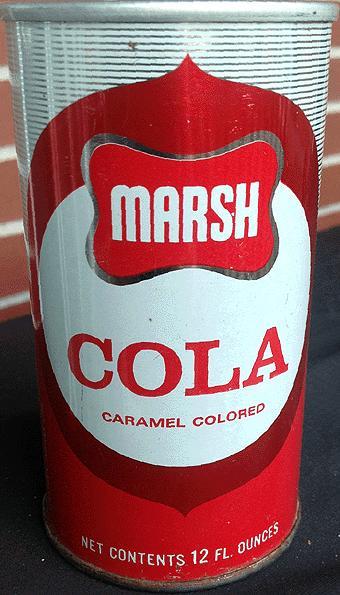 MARSH
COLA
CARAMEL COLORED
NET CONTENTS 12 FL. OUNCES